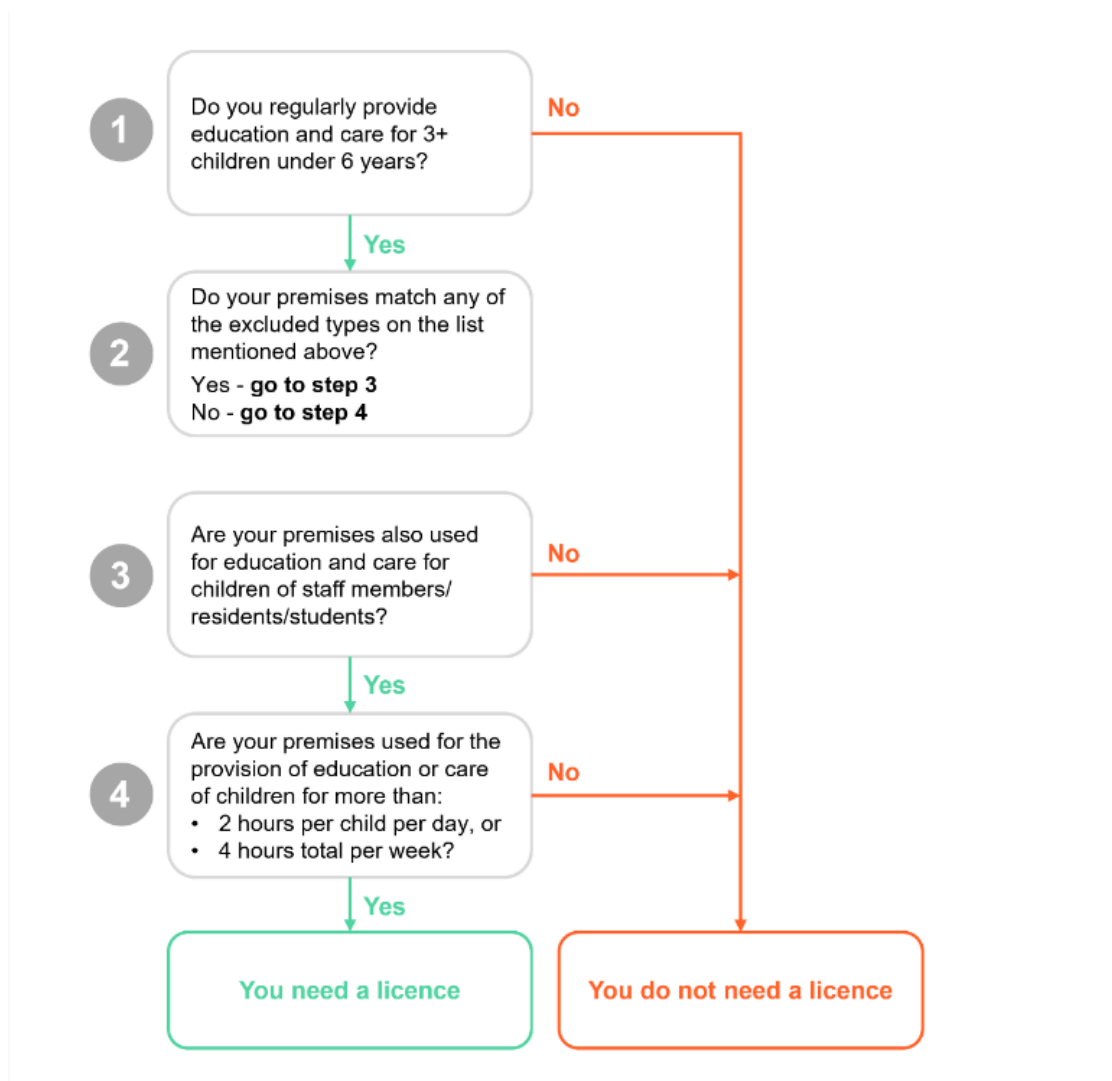 1
Do you regularly provide
education and care for 3+
children under 6 years?
No
Yes
2
Do your premises match any of
the excluded types on the list
mentioned above?
Yes - go to step 3
No - go to step 4
3
Are your premises also used
for education and care for
children of staff members/
residents/students?
No
Yes
4
Are your premises used for the
provision of education or care
of children for more than:
• 2 hours per child per day, or
• 4 hours total per week?
No
Yes
You need a licence
You do not need a licence